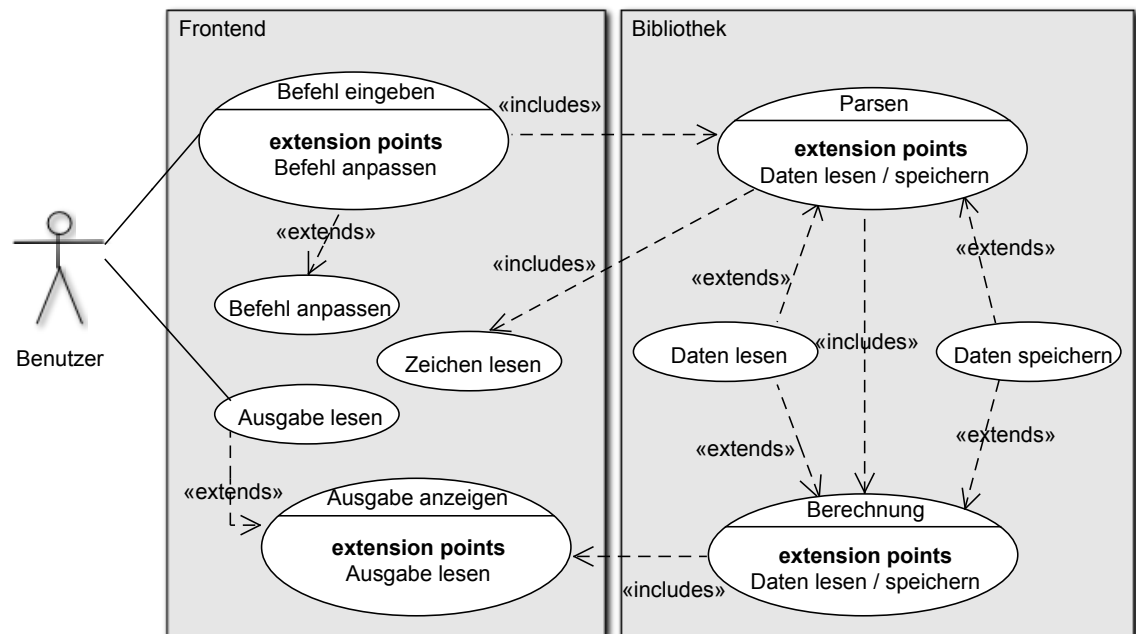 Frontend
Bibliothek
Befehl eingeben
extension points
Befehl anpassen
«includes»
Parsen
extension points
Daten lesen / speichern
«extends»
Befehl anpassen
«includes»
Zeichen lesen
«extends»
«extends»
Benutzer
Daten lesen
«includes»
Daten speichern
Ausgabe lesen
«extends»
«extends»
«extends»
Ausgabe anzeigen
extension points
Ausgabe lesen
Berechnung
extension points
Daten lesen / speichern
«includes»